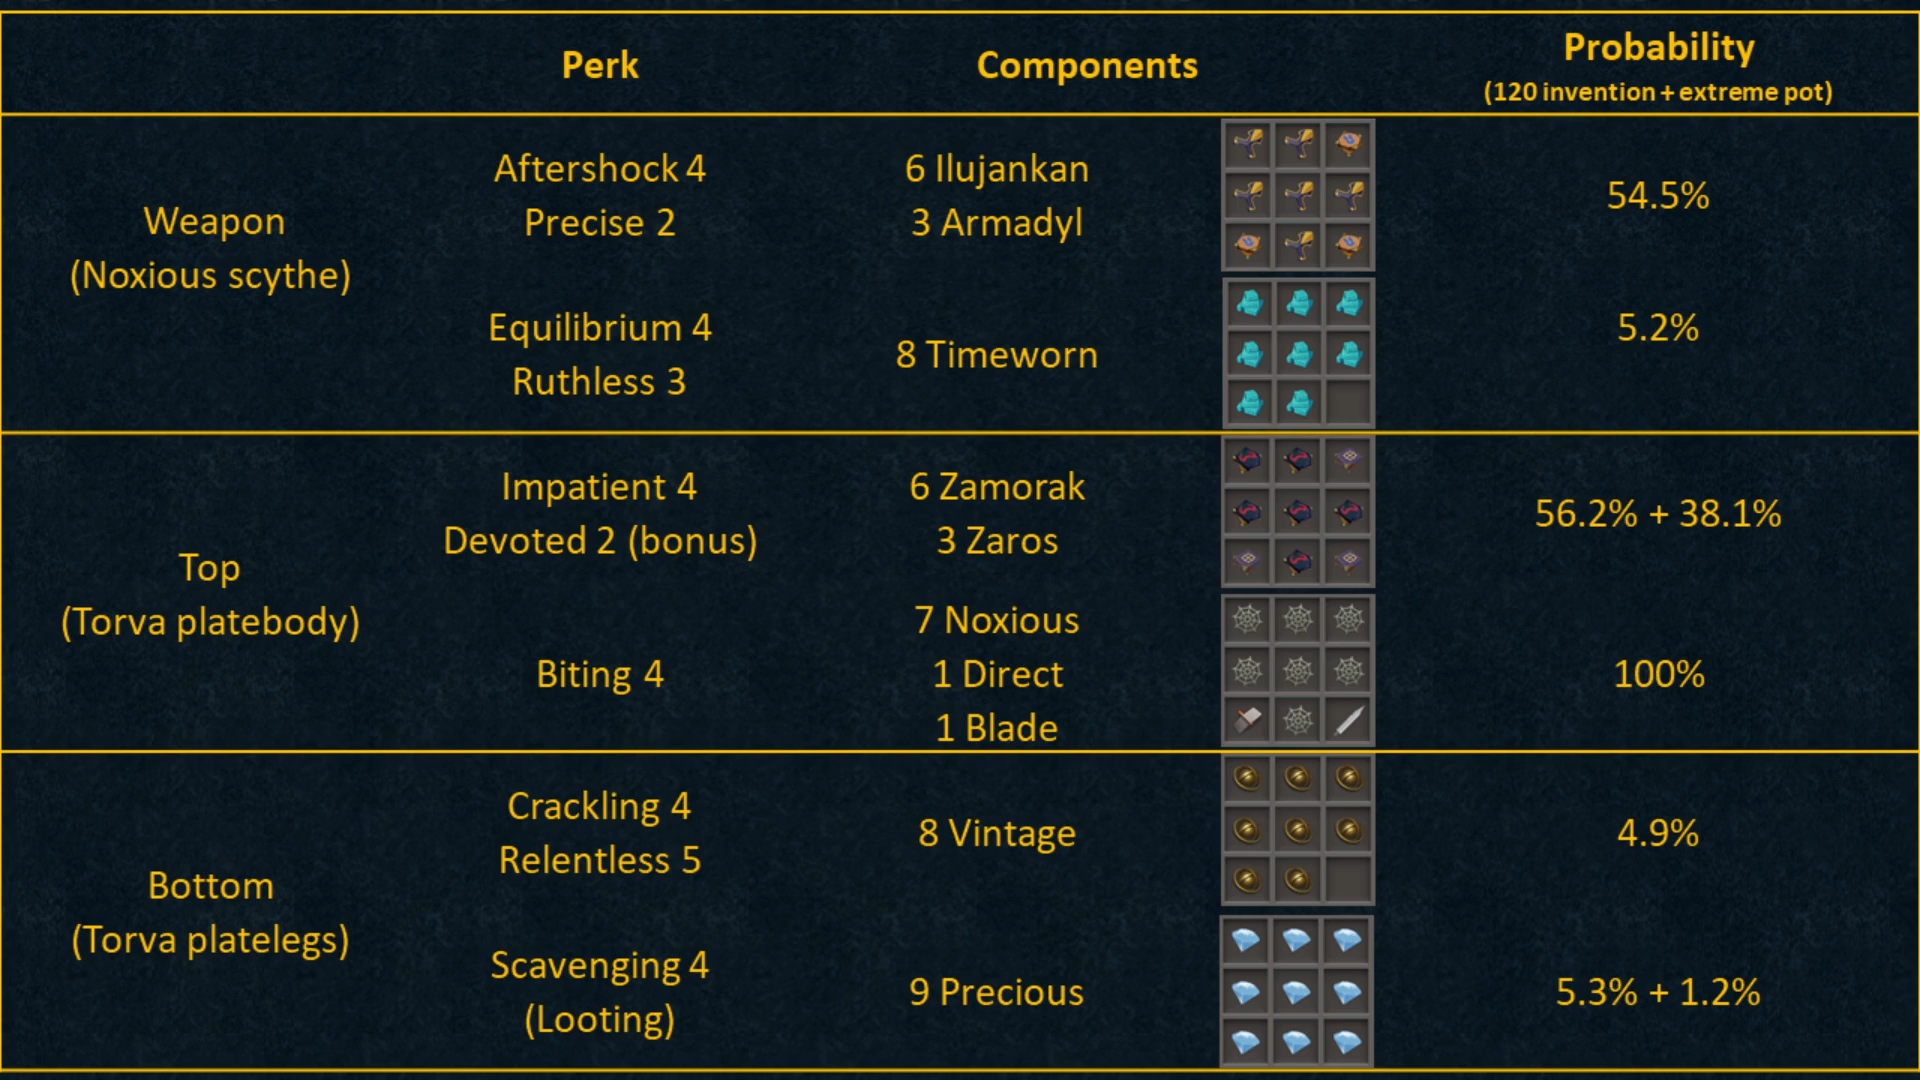 Perk
Components
Probability
(120 invention + extreme pot)
Weapon
(Noxious scythe)
Aftershock 4
Precise 2
6 Ilujankan
3 Armadyl
54.5%
Equilibrium 4
Ruthless 3
8 Timeworn
5.2%
Top
(Torva platebody)
Impatient 4
Devoted 2 (bonus)
6 Zamorak
3 Zaros
56.2% + 38.1%
Biting 4
7 Noxious
1 Direct
1 Blade
100%
Bottom
(Torva platelegs)
Crackling 4
Relentless 5
8 Vintage
4.9%
Scavenging 4
(Looting)
9 Precious
5.3% + 1.2%